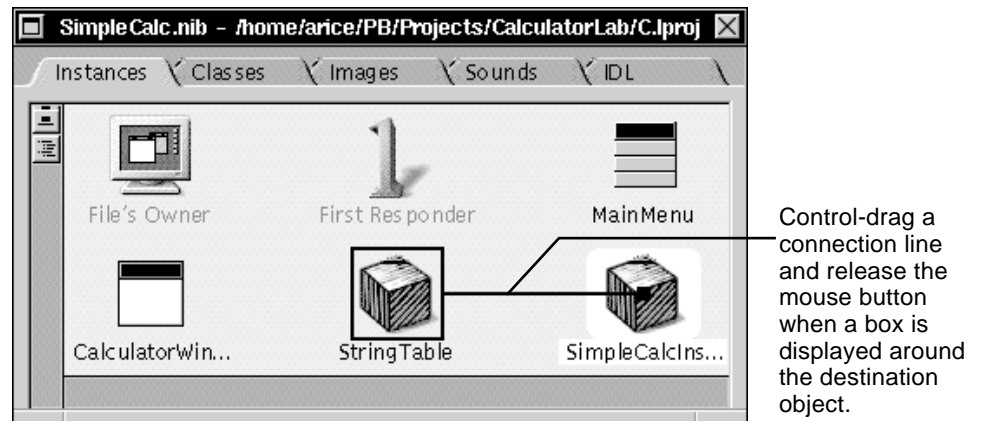 SimpleCalc.nib – /home/arice/PB/Projects/CalculatorLab/C.lproj
Instances Classes Images Sounds IDL
File's Owner First Responder MainMenu
CalculatorWin... StringTable SimpleCalcIns...
Control-drag a
connection line
and release the
mouse button
when a box is
displayed around
the destination
object.